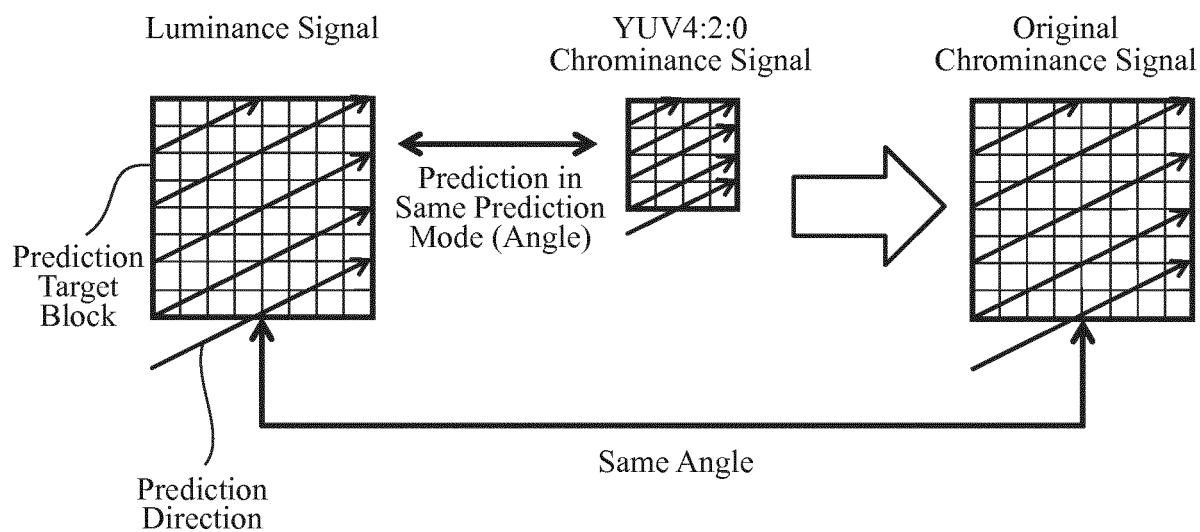 Luminance Signal
YUV4:2:0
Chrominance Signal
Original
Chrominance Signal
Prediction in
Same Prediction
Mode (Angle)
Prediction
Target
Block
Same Angle
Prediction
Direction